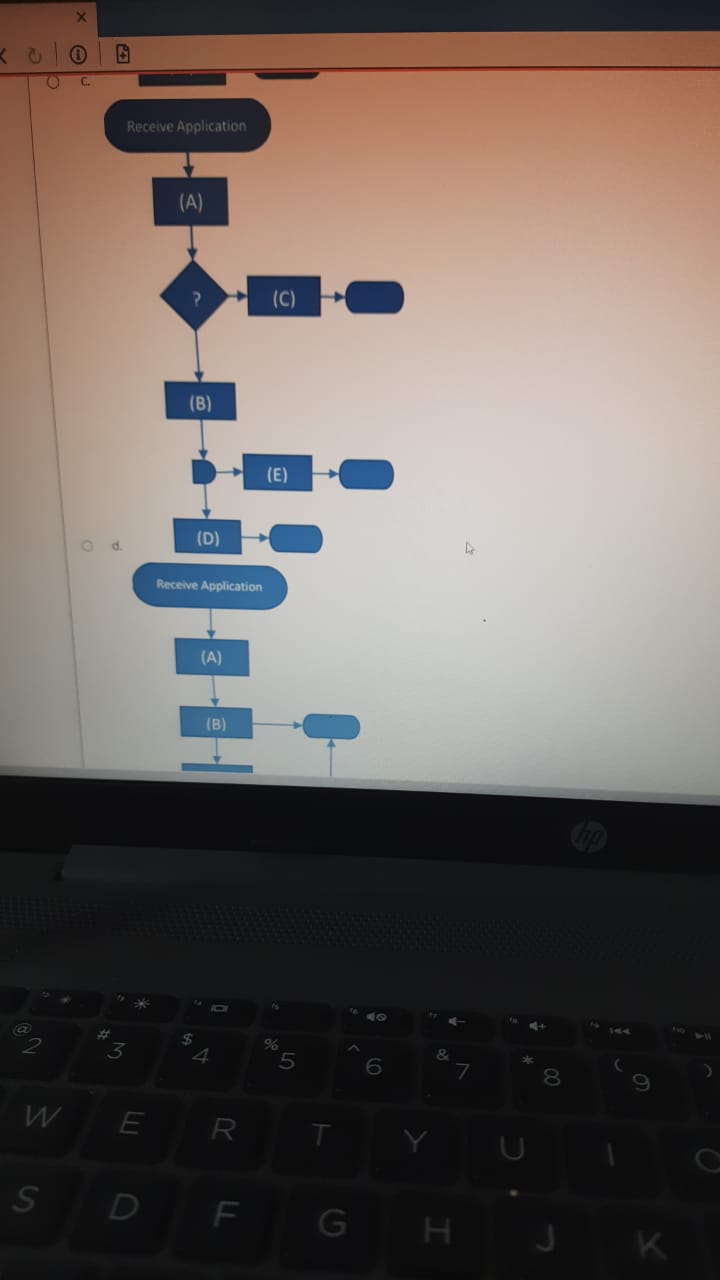 c.
Receive Application
(A)
? (C)
(B)
(E)
(D)
d.
Receive Application
(A)
(B)
hp
@ 2 # 3 $ 4 % 5 ^ 6 & 7 * 8 ( 9 )
W E R T Y U I O
S D F G H J K